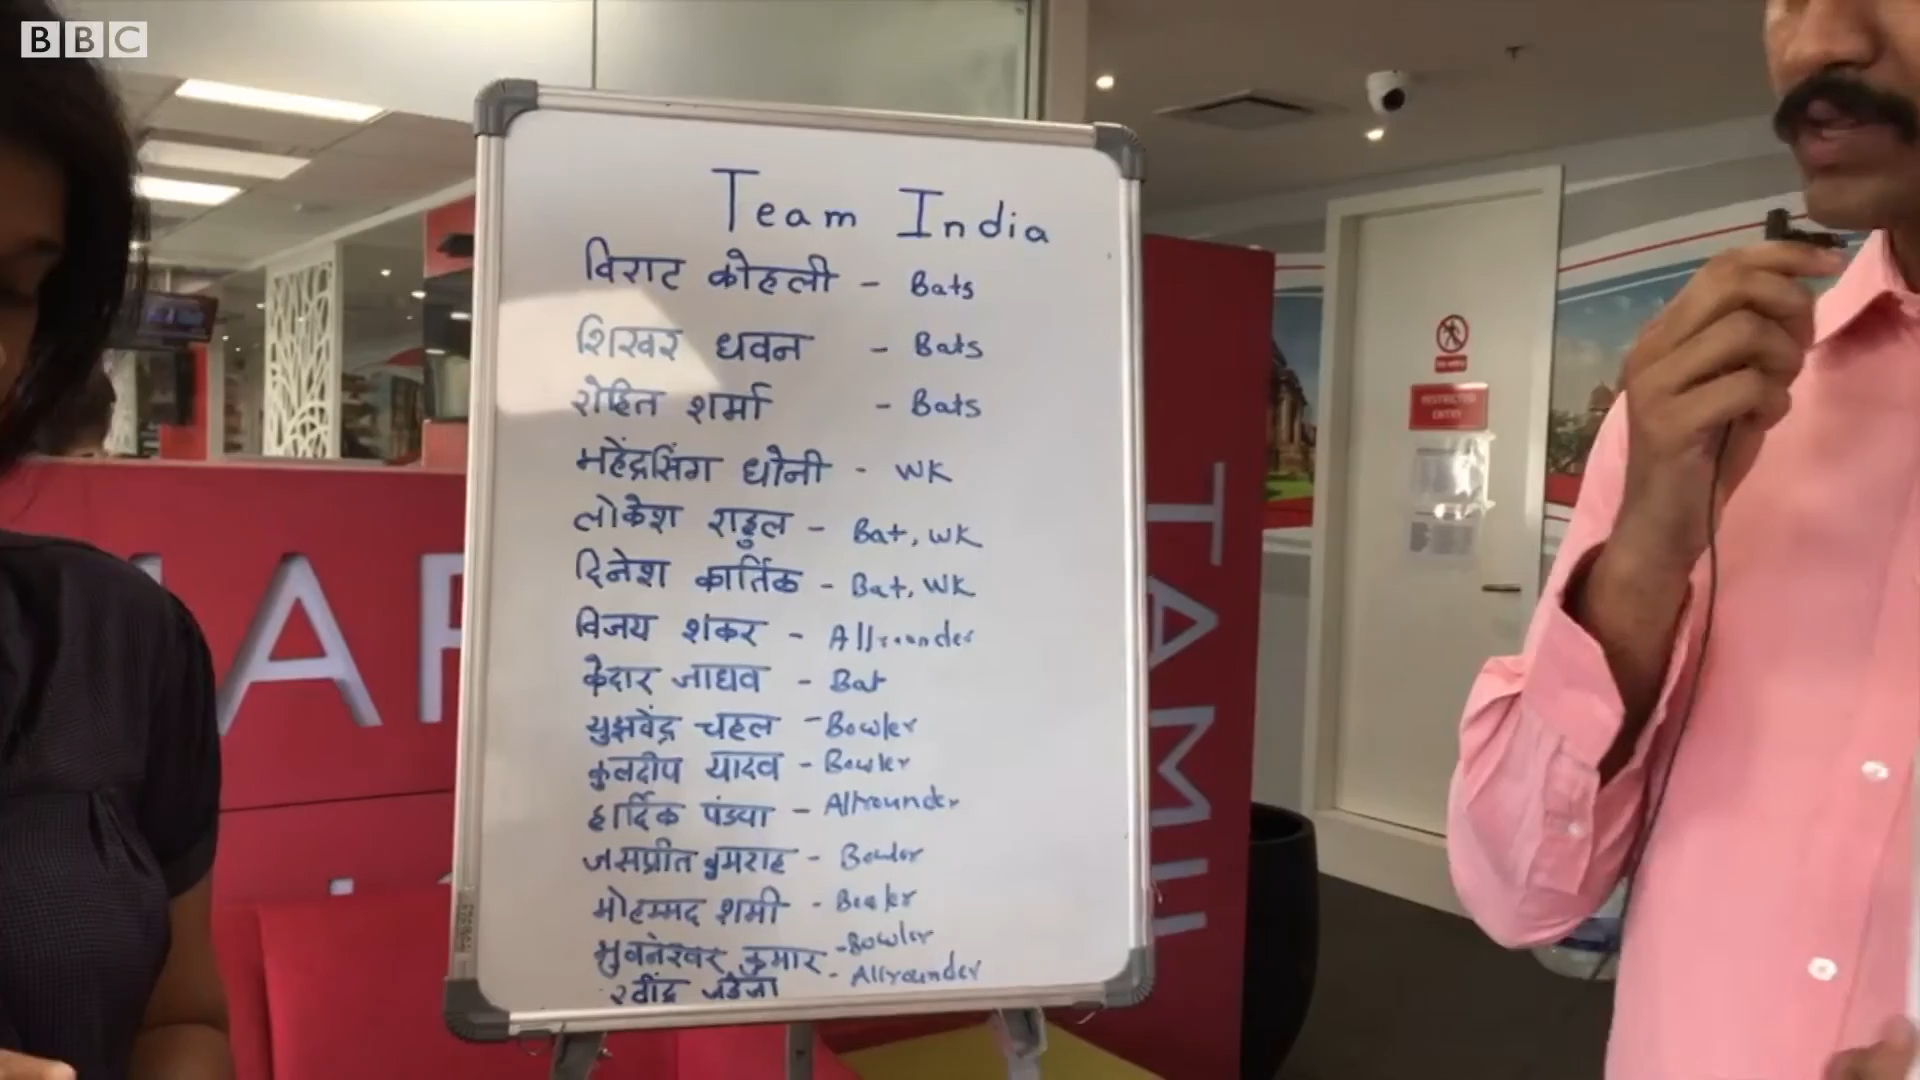 BBC
Team India
विराट कोहली - Bats
शिखर धवन - Bats
रोहित शर्मा - Bats
महेंद्रसिंग धोनी - WK
लोकेश राहुल - Bat, WK
दिनेश कार्तिक - Bat, WK
विजय शंकर - Allrounder
केदार जाधव - Bat
युझवेंद्र चहल - Bowler
कुलदीप यादव - Bowler
हार्दिक पंड्या - Allrounder
जसप्रीत बुमराह - Bowler
मोहम्मद शमी - Bowler
भुवनेश्वर कुमार - Bowler
रवींद्र जडेजा - Allrounder
TAMIL
RESTRICTED
ENTRY